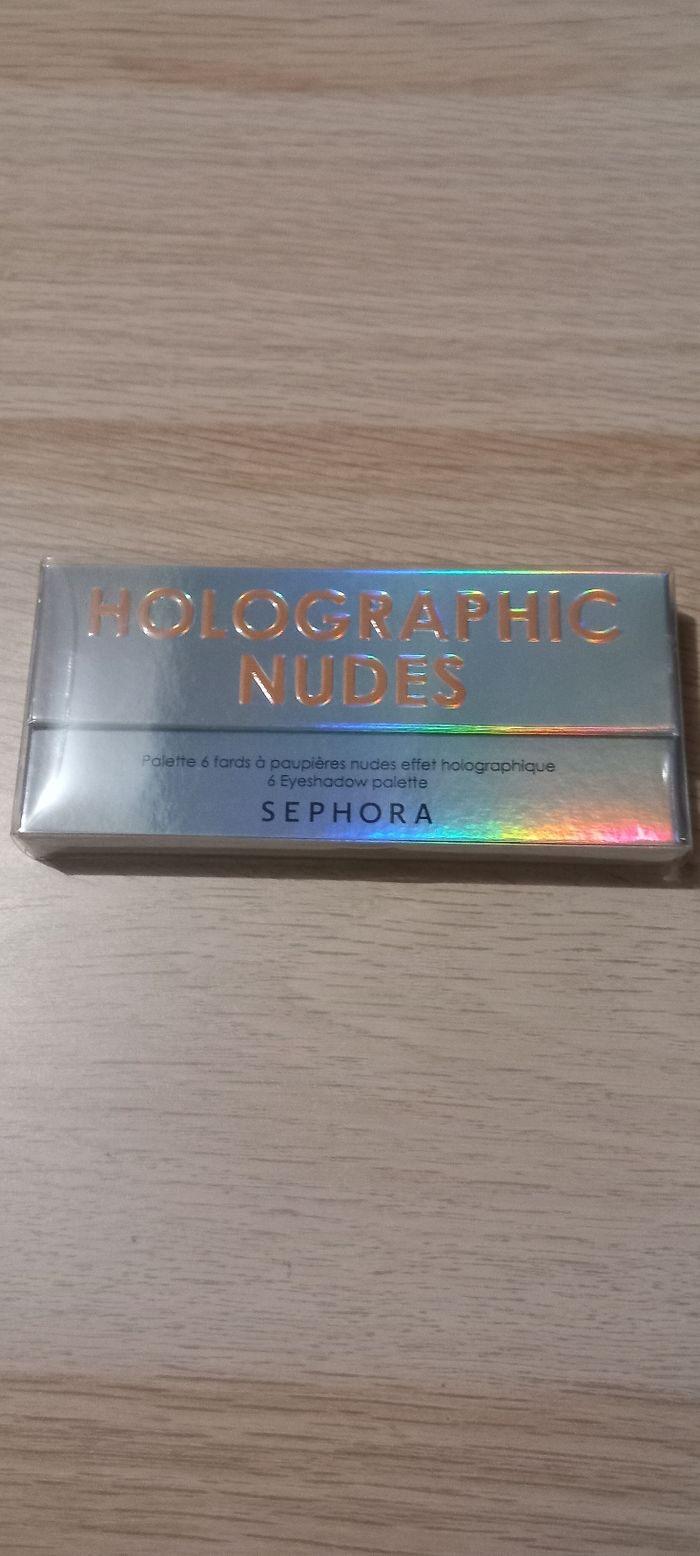 HOLOGRAPHIC
NUDES
Palette 6 fards à paupières nudes effet holographique
6 Eyeshadow palette
SEPHORA